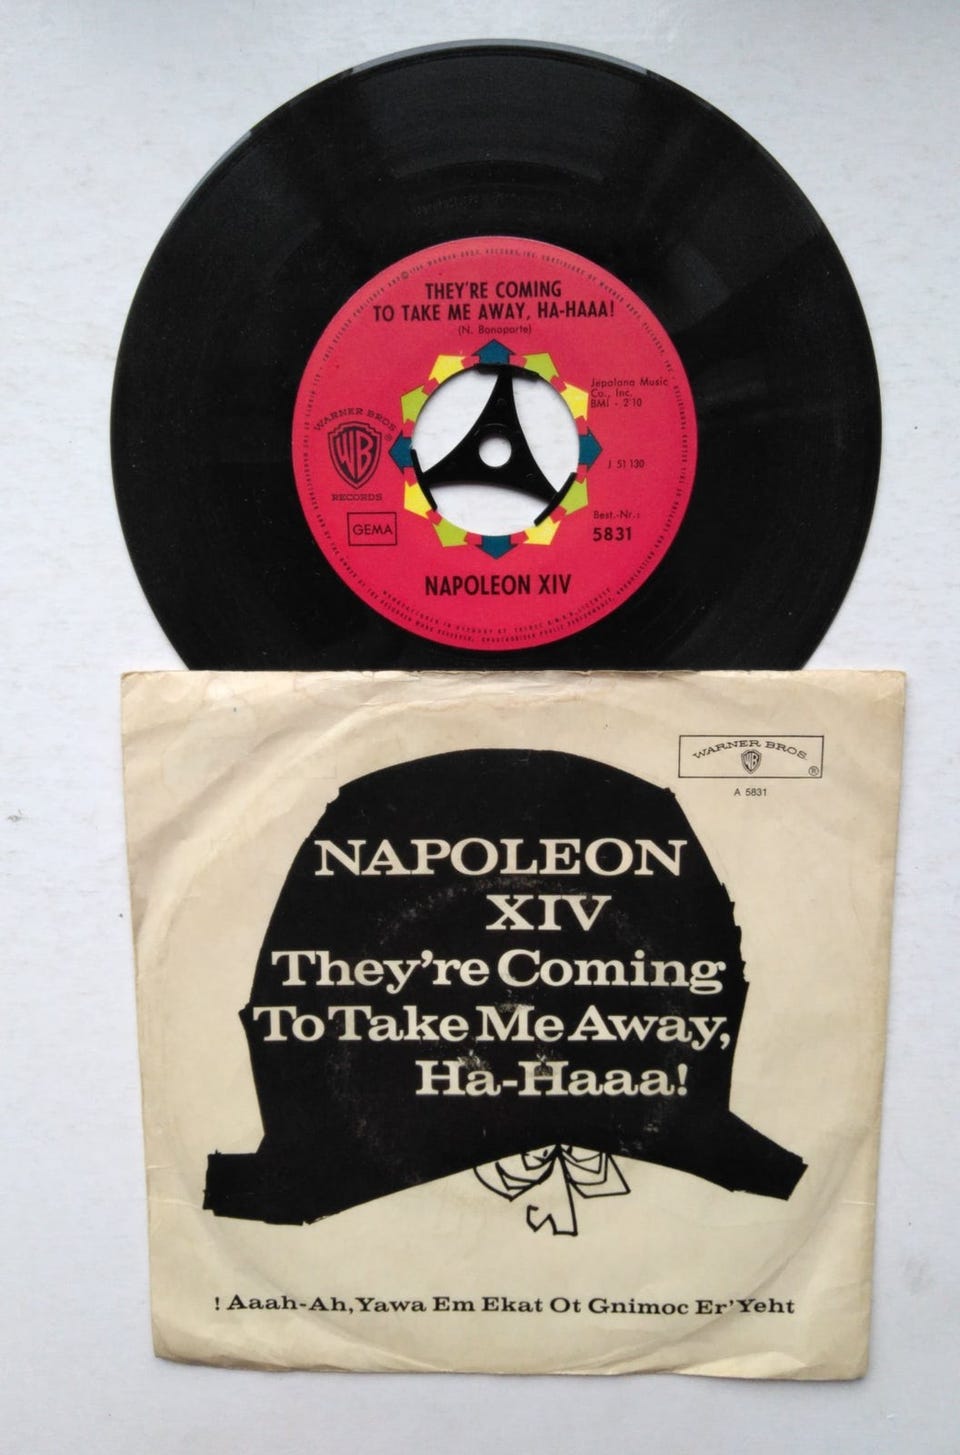 THEY'RE COMING
TO TAKE ME AWAY, HA-HAAA!
(N. Bonaparte)
Jepalana Music
Co., Inc.
BMI - 2'10
WARNER BROS
®
WB
RECORDS
J 51 130
GEMA
Best.-Nr.:
5831
NAPOLEON XIV
WARNER BROS.
WB
®
A 5831
NAPOLEON
XIV
They're Coming
To Take Me Away,
Ha-Haaa!
! Aaah-Ah, Yawa Em Ekat Ot Gnimoc Er'Yeht